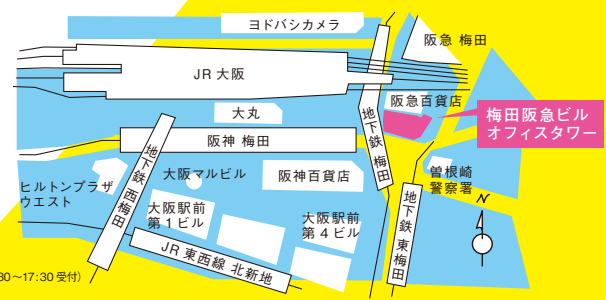 ヨドバシカメラ
阪急 梅田
JR 大阪
阪急百貨店
大丸
梅田阪急ビル
オフィスタワー
地下鉄 梅田
阪神 梅田
地下鉄 西梅田
大阪マルビル
阪神百貨店
曽根崎
警察署
ヒルトンプラザ
ウエスト
大阪駅前
第1ビル
大阪駅前
第4ビル
地下鉄 東梅田
N
JR 東西線 北新地
30〜17:30 受付）